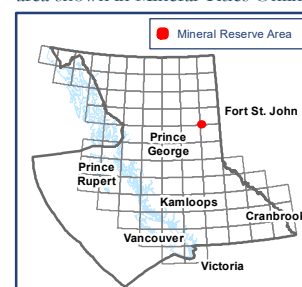 Mineral Reserve Area
Fort St. John
Prince
George
Prince
Rupert
Kamloops
Cranbrook
Vancouver
Victoria